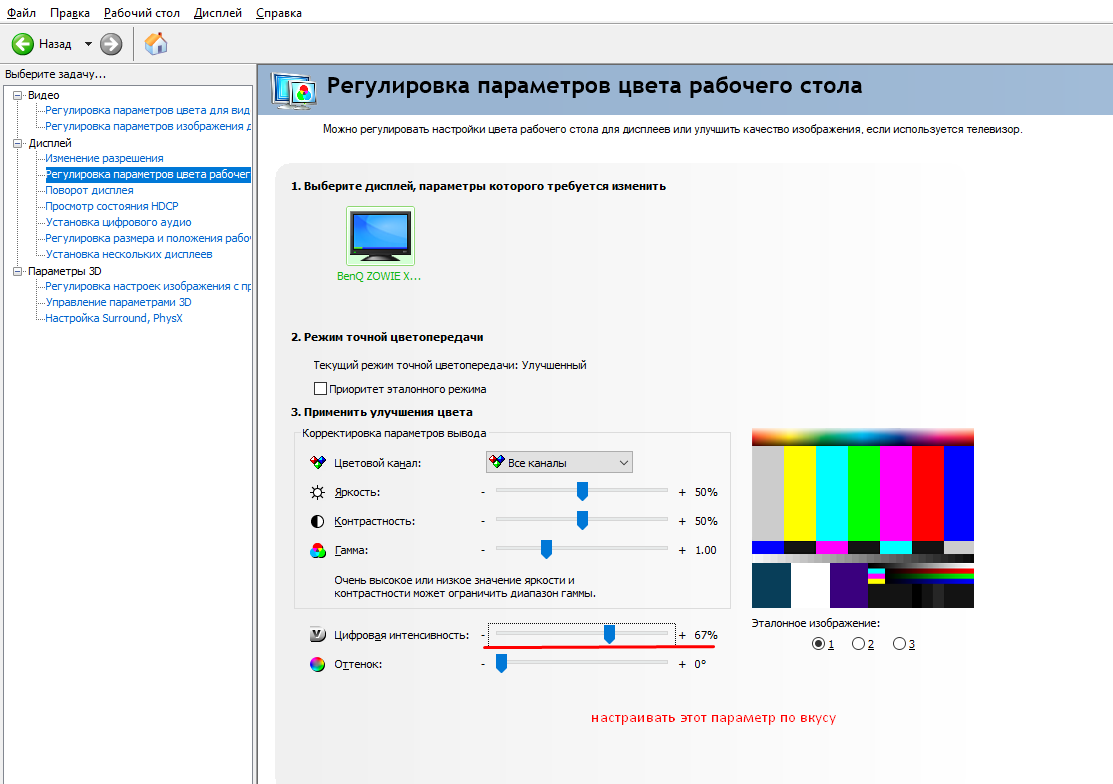 Файл Правка Рабочий стол Дисплей Справка
Назад
Выберите задачу...
Видео
Регулировка параметров цвета для вид
Регулировка параметров изображения д
Дисплей
Изменение разрешения
Регулировка параметров цвета рабочег
Поворот дисплея
Просмотр состояния HDCP
Установка цифрового аудио
Регулировка размера и положения рабо
Установка нескольких дисплеев
Параметры 3D
Регулировка настроек изображения с пр
Управление параметрами 3D
Настройка Surround, PhysX
Регулировка параметров цвета рабочего стола
Можно регулировать настройки цвета рабочего стола для дисплеев или улучшить качество изображения, если используется телевизор.
1. Выберите дисплей, параметры которого требуется изменить
BenQ ZOWIE X...
2. Режим точной цветопередачи
Текущий режим точной цветопередачи: Улучшенный
Приоритет эталонного режима
3. Применить улучшения цвета
Корректировка параметров вывода
Цветовой канал: Все каналы
Яркость: - + 50%
Контрастность: - + 50%
Гамма: - + 1.00
Очень высокое или низкое значение яркости и
контрастности может ограничить диапазон гаммы.
Цифровая интенсивность: - + 67%
Оттенок: - + 0°
Эталонное изображение:
1 2 3
настраивать этот параметр по вкусу